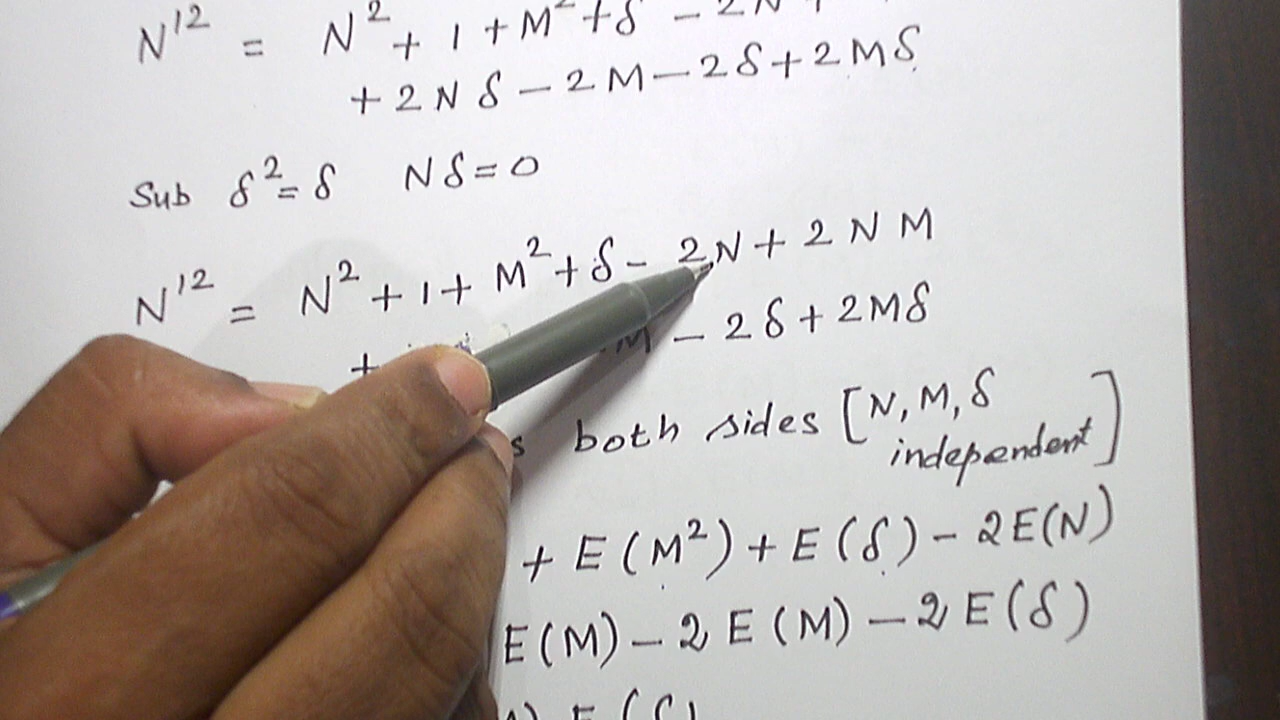 N'² = N² + 1 + M² + δ - 2N +
+ 2Nδ - 2M - 2δ + 2Mδ
Sub δ² = δ Nδ = 0
N'² = N² + 1 + M² + δ - 2N + 2NM
+ M - 2δ + 2Mδ
both sides [N, M, δ
independent]
+ E(M²) + E(δ) - 2E(N)
E(M) - 2E(M) - 2E(δ)